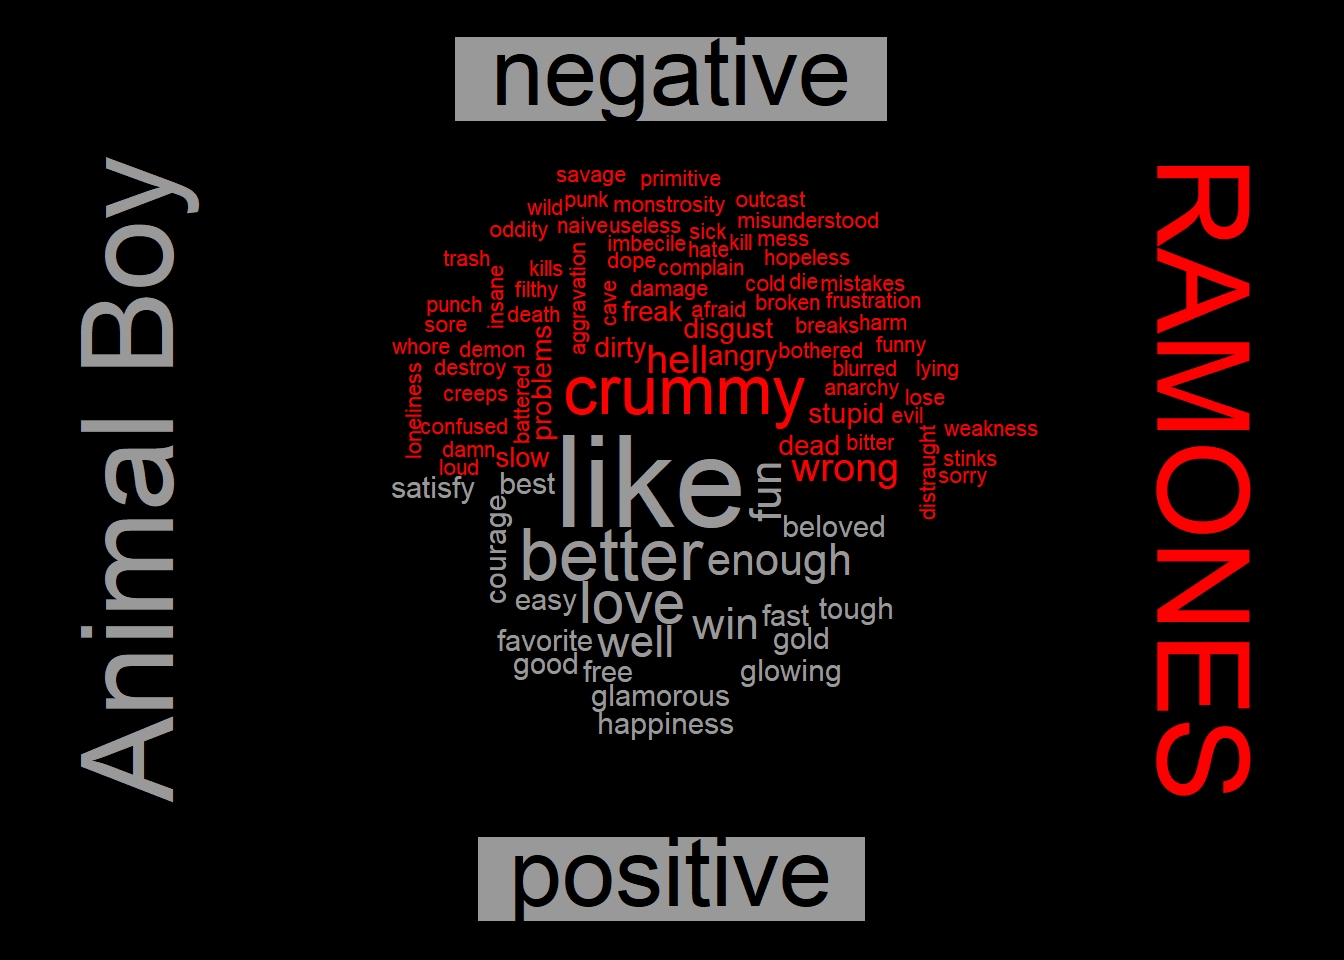 negative
Animal Boy
RAMONES
savage primitive
wild punk monstrosity outcast
oddity naive useless sick misunderstood
imbecile hate kill mess
trash kills dope complain hopeless
insane filthy aggravation cave damage cold die mistakes
punch death freak afraid broken frustration
sore problems disgust breaks harm
whore demon dirty hell angry bothered funny
destroy blurred lying
loneliness creeps battered crummy anarchy lose
confused stupid evil weakness
damn dead bitter distraught
loud slow wrong stinks
sorry
satisfy best like fun
courage beloved
better enough
easy love fast tough
favorite well win gold
good free glowing
glamorous
happiness
positive